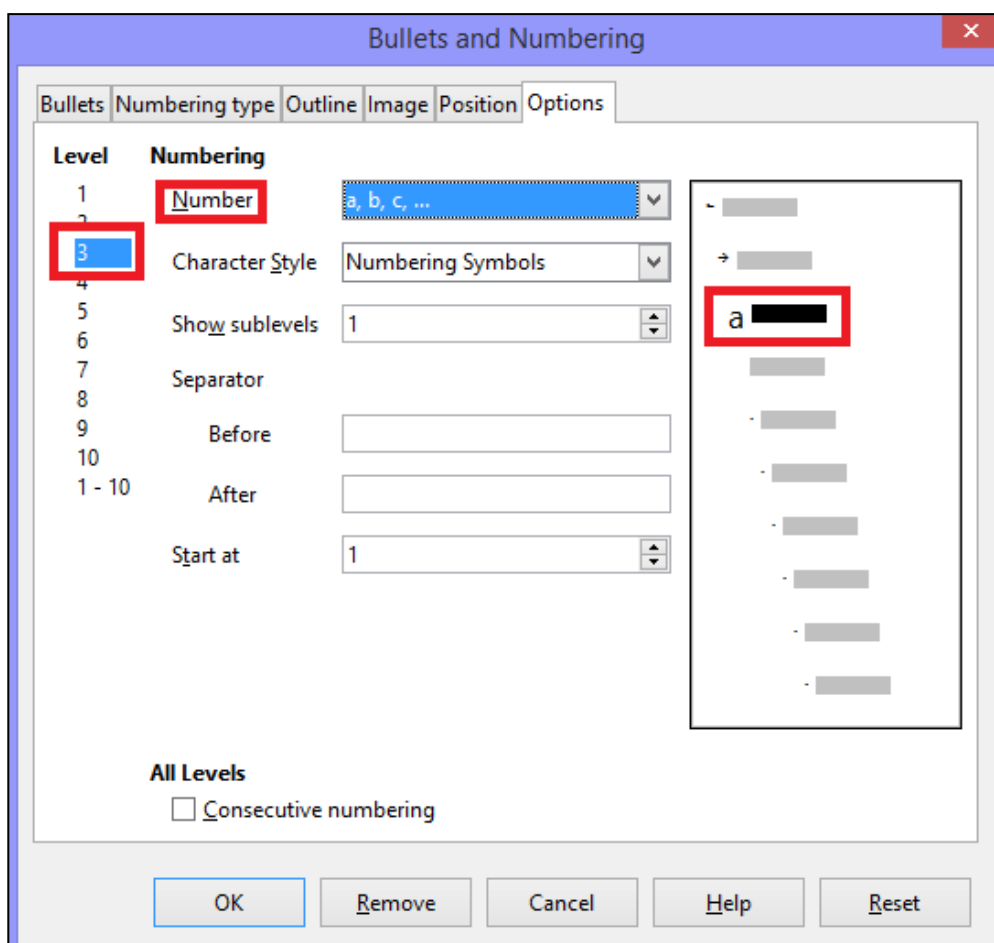 Bullets and Numbering
Bullets Numbering type Outline Image Position Options
Level Numbering
1
Number a, b, c, ...
3
Character Style Numbering Symbols
4
5
Show sublevels 1
6
7
Separator
8
9
Before
10
1 - 10
After
Start at 1
a
All Levels
Consecutive numbering
OK Remove Cancel Help Reset